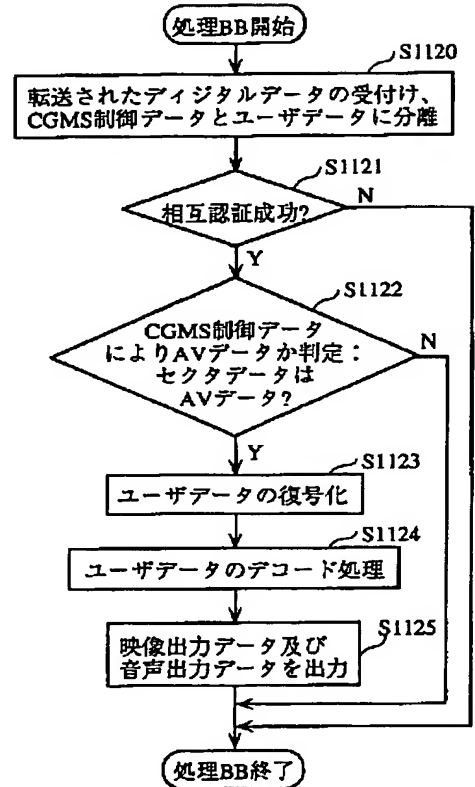 処理BB開始
S1120
転送されたディジタルデータの受付け、
CGMS制御データとユーザデータに分離
S1121
相互認証成功?
N
Y
S1122
CGMS制御データ
によりAVデータか判定:
セクタデータは
AVデータ?
N
Y
S1123
ユーザデータの復号化
S1124
ユーザデータのデコード処理
S1125
映像出力データ及び
音声出力データを出力
処理BB終了